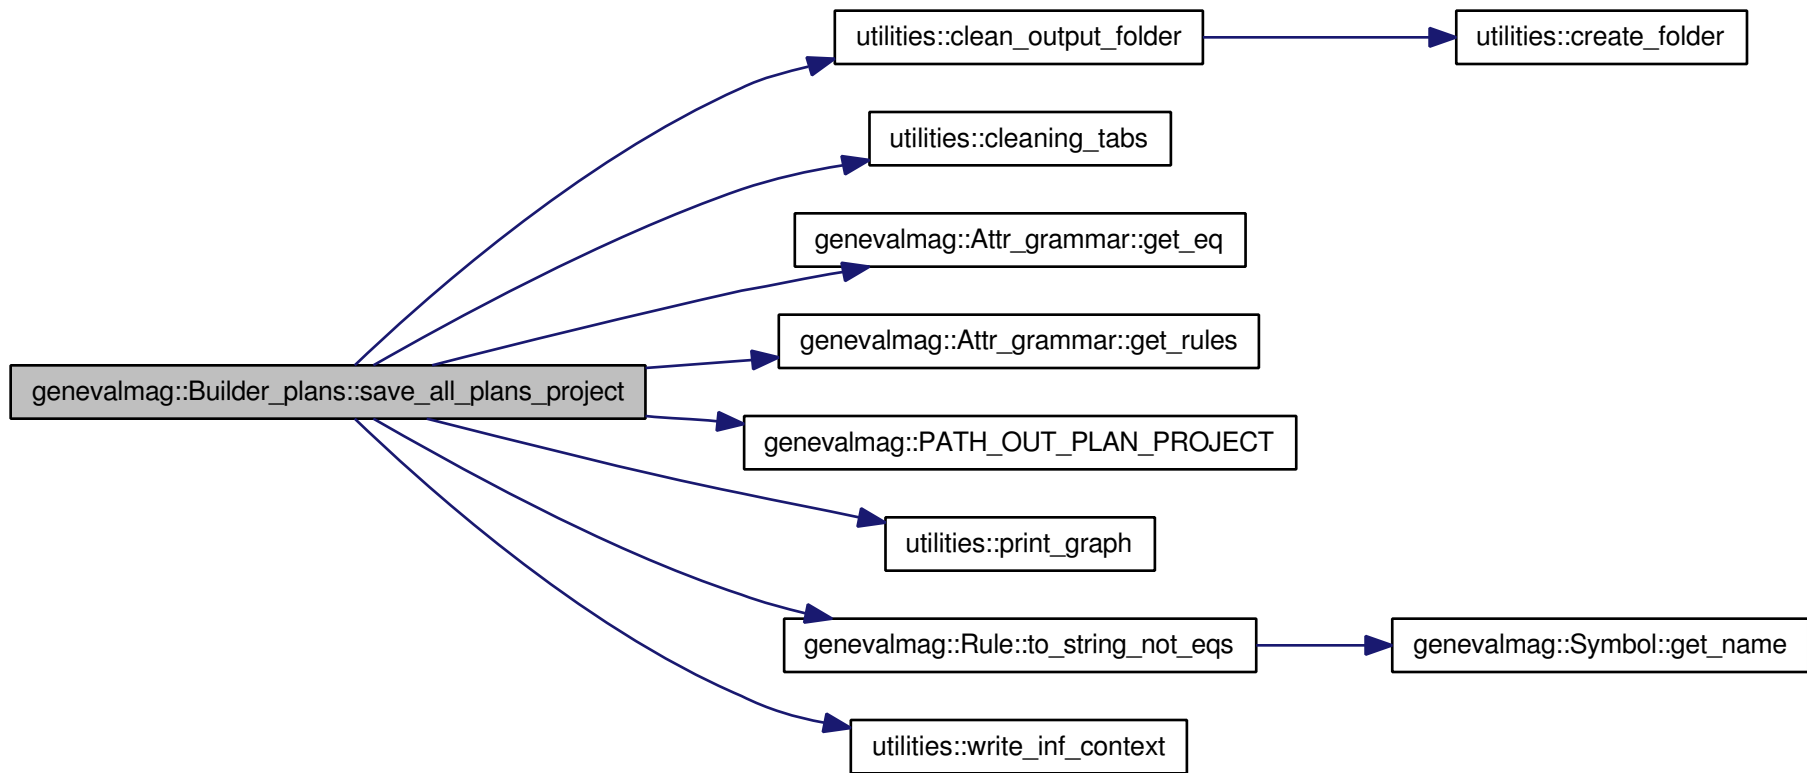 utilities::clean_output_folder
utilities::create_folder
utilities::cleaning_tabs
genevalmag::Attr_grammar::get_eq
genevalmag::Attr_grammar::get_rules
genevalmag::Builder_plans::save_all_plans_project
genevalmag::PATH_OUT_PLAN_PROJECT
utilities::print_graph
genevalmag::Rule::to_string_not_eqs
genevalmag::Symbol::get_name
utilities::write_inf_context